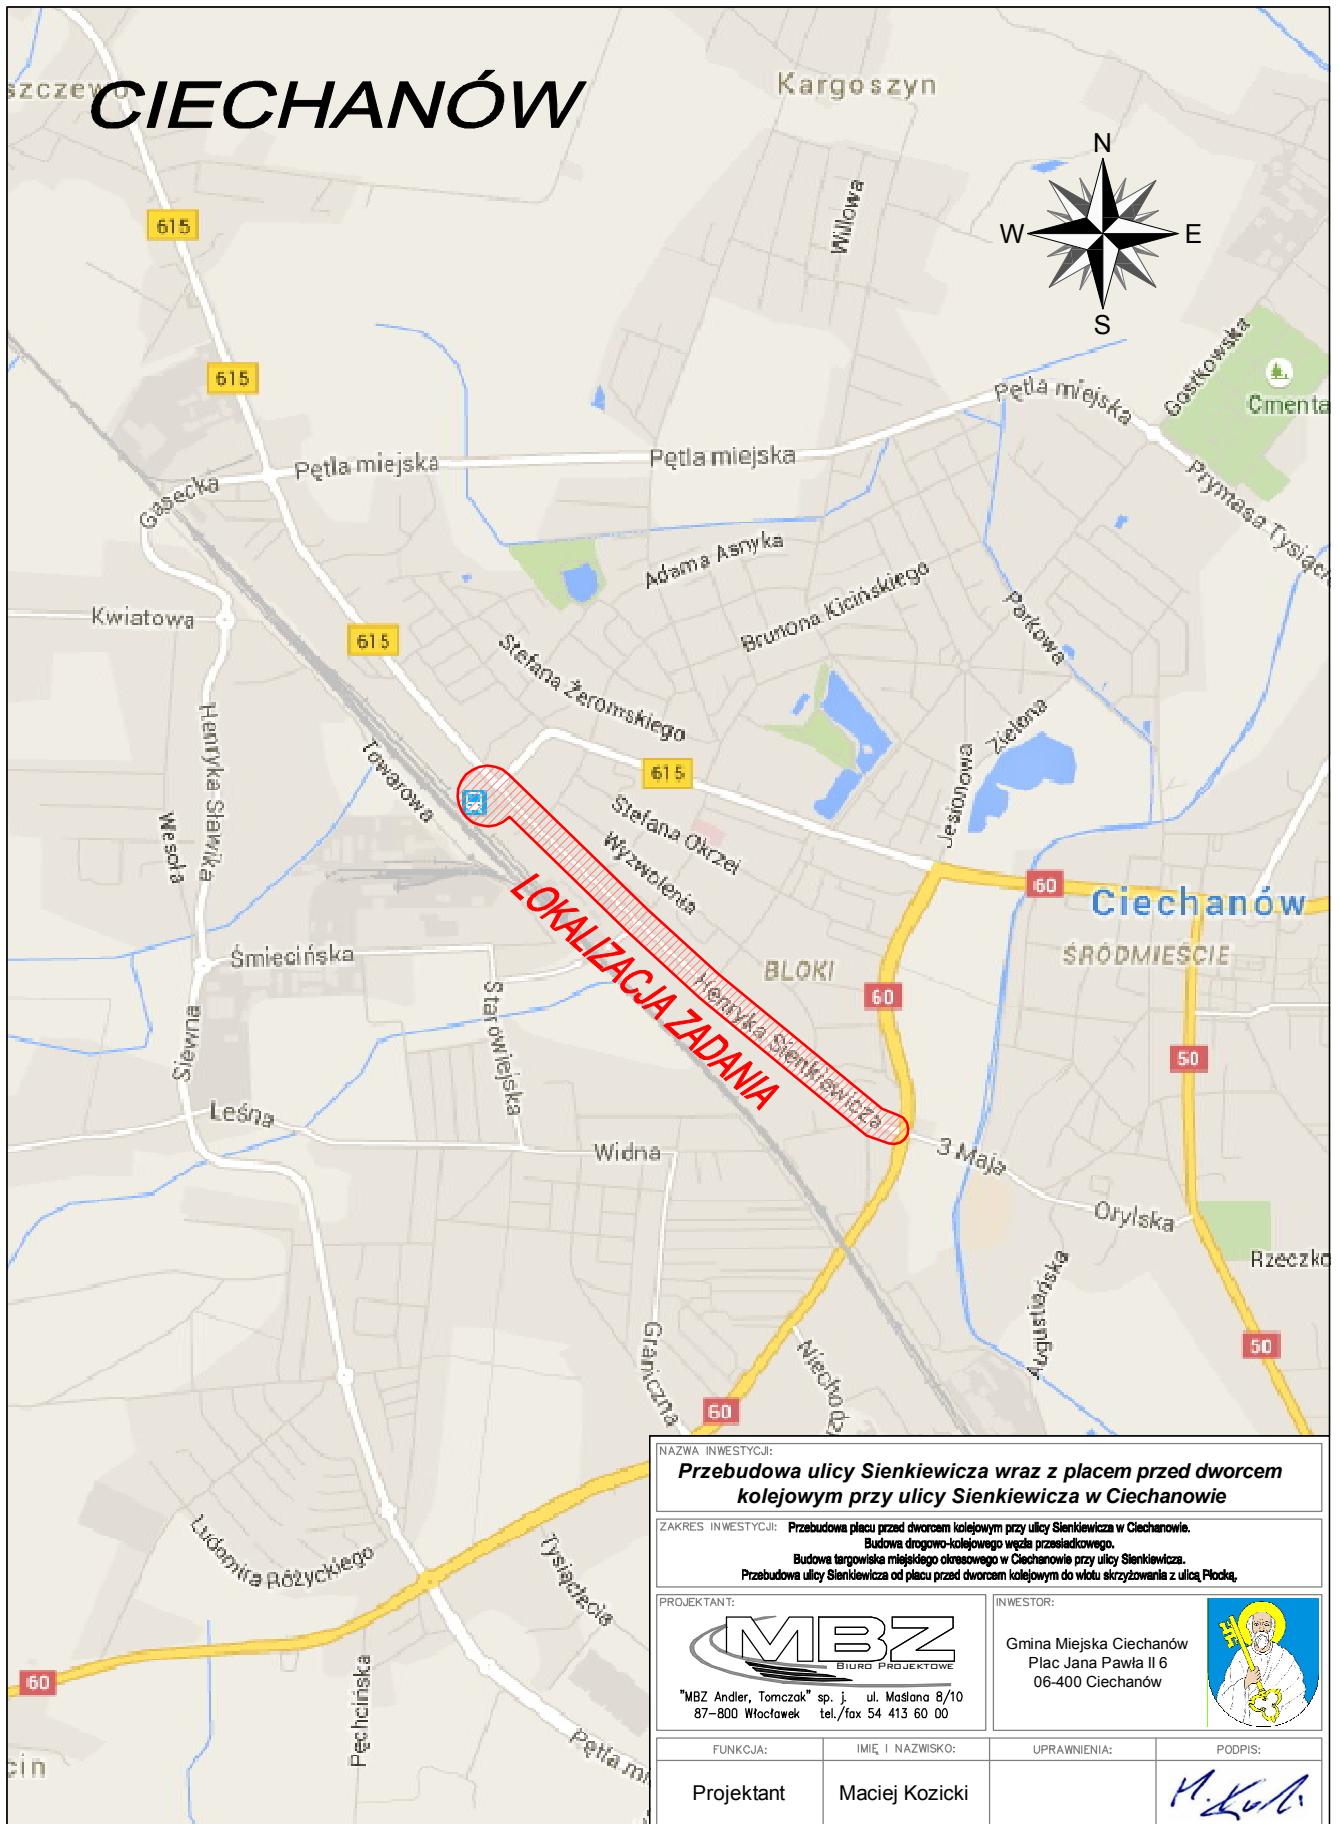 szczewo
CIECHANÓW
Kargoszyn
N
W
E
S
Willowa
615
615
Gostkowska
Cmenta
Pętla miejska
Pętla miejska
Pętla miejska
Gąsecka
Prymasa Tysiąc
Adama Asnyka
Brunona Kicińskiego
Parkowa
Kwiatowa
615
Stefana Żeromskiego
Zielona
Henryka Sławika
Towarowa
615
Jesionowa
Stefana Okrzei
Wesoła
Wyzwolenia
60
Ciechanów
LOKALIZACJA ZADANIA
ŚRÓDMIEŚCIE
Śmiecińska
BLOKI
Henryka Sienkiewicza
60
Starowiejska
Siewna
50
Leśna
Widna
3 Maja
Orylska
Rzeczko
Augustiańska
Graniczna
Niechodz
50
60
Ludomira Różyckiego
Tysiąclecia
60
Pęchcińska
Pętla mi
cin
NAZWA INWESTYCJI:
Przebudowa ulicy Sienkiewicza wraz z placem przed dworcem
kolejowym przy ulicy Sienkiewicza w Ciechanowie
ZAKRES INWESTYCJI: Przebudowa placu przed dworcem kolejowym przy ulicy Sienkiewicza w Ciechanowie.
Budowa drogowo-kolejowego węzła przesiadkowego.
Budowa targowiska miejskiego okresowego w Ciechanowie przy ulicy Sienkiewicza.
Przebudowa ulicy Sienkiewicza od placu przed dworcem kolejowym do wlotu skrzyżowania z ulicą Płocką.
PROJEKTANT:
MBZ
BIURO PROJEKTOWE
"MBZ Andler, Tomczak" sp. j. ul. Maślana 8/10
87-800 Włocławek tel./fax 54 413 60 00
INWESTOR:
Gmina Miejska Ciechanów
Plac Jana Pawła II 6
06-400 Ciechanów
FUNKCJA:
IMIĘ I NAZWISKO:
UPRAWNIENIA:
PODPIS:
Projektant
Maciej Kozicki